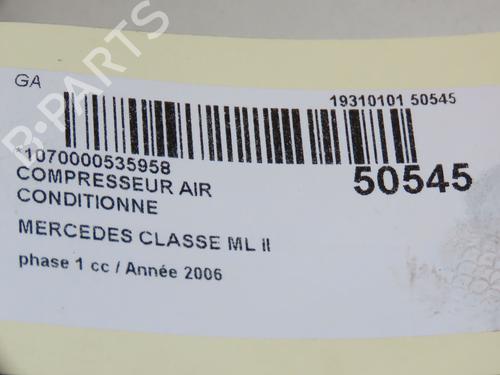 GA
19310101 50545
*1070000535958
50545
COMPRESSEUR AIR
CONDITIONNE
MERCEDES CLASSE ML II
phase 1 cc / Année 2006
B-PARTS